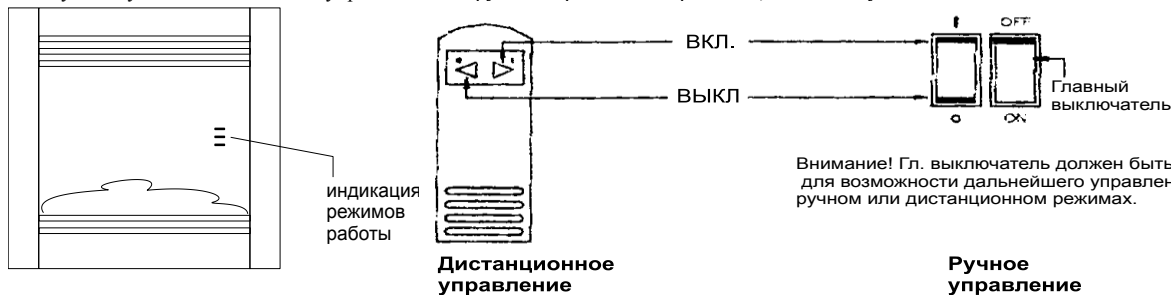 I OFF
ВКЛ.
ВЫКЛ
Главный
выключатель
O ON
Внимание! Гл. выключатель должен быть
для возможности дальнейшего
ручном или дистанционном режимах.
индикация
режимов
работы
Дистанционное
управление
Ручное
управление